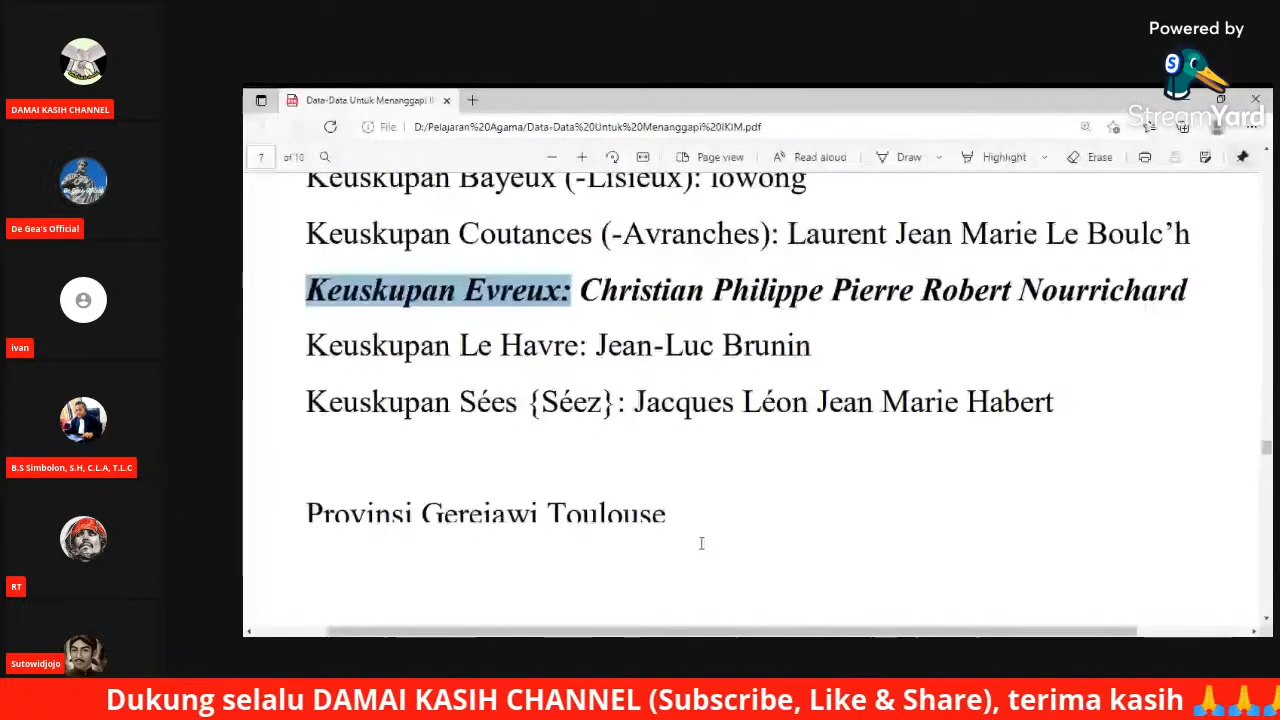 Powered by
StreamYard
DAMAI KASIH CHANNEL
De Gea's Official
ivan
B.S Simbolon, S.H, C.L.A, T.L.C
RT
Sutowidjojo
Data-Data Untuk Menanggapi
File D:/Pelajaran%20Agama/Data-Data%20Untuk%20Menanggapi%20IKIM.pdf
7 of 10 Page view Read aloud Draw Highlight Erase
Keuskupan Bayeux (-Lisieux): lowong
Keuskupan Coutances (-Avranches): Laurent Jean Marie Le Boulc’h
Keuskupan Evreux: Christian Philippe Pierre Robert Nourrichard
Keuskupan Le Havre: Jean-Luc Brunin
Keuskupan Sées {Séez}: Jacques Léon Jean Marie Habert
Provinsi Gerejawi Toulouse
Dukung selalu DAMAI KASIH CHANNEL (Subscribe, Like & Share), terima kasih 🙏🙏🙏